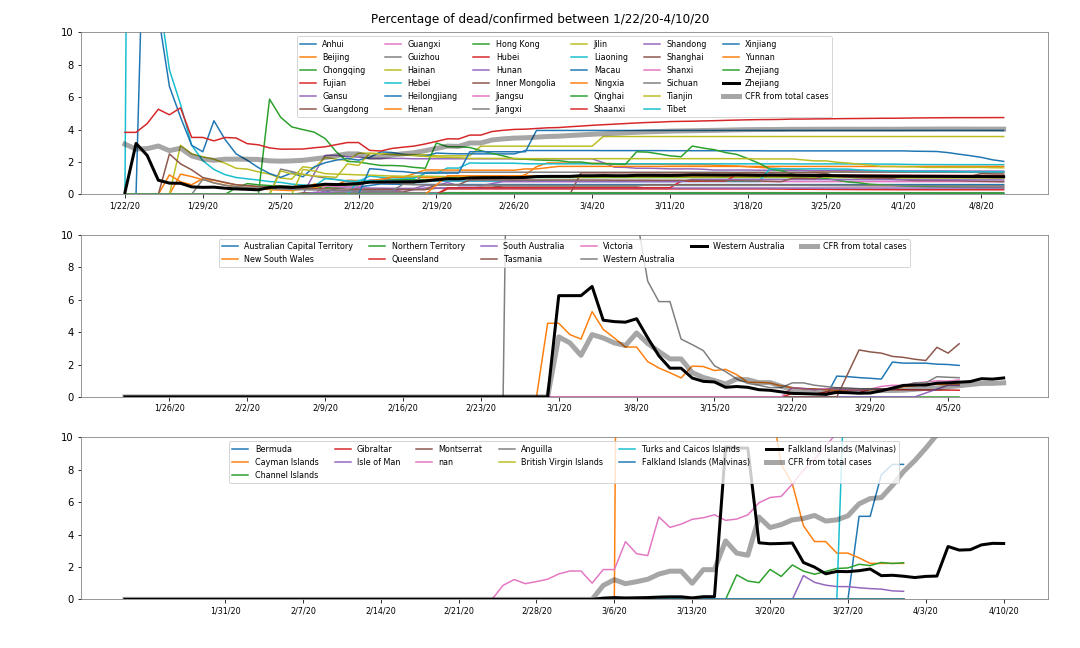 Percentage of dead/confirmed between 1/22/20-4/10/20
10
8
6
4
2
0
Anhui Guangxi Hong Kong Jilin Shandong Xinjiang
Beijing Guizhou Hubei Liaoning Shanghai Yunnan
Chongqing Hainan Hunan Macau Shanxi Zhejiang
Fujian Hebei Inner Mongolia Ningxia Sichuan Zhejiang
Gansu Heilongjiang Jiangsu Qinghai Tianjin CFR from total cases
Guangdong Henan Jiangxi Shaanxi Tibet
1/22/20 1/29/20 2/5/20 2/12/20 2/19/20 2/26/20 3/4/20 3/11/20 3/18/20 3/25/20 4/1/20 4/8/20
10
8
6
4
2
0
Australian Capital Territory Northern Territory South Australia Victoria Western Australia CFR from total cases
New South Wales Queensland Tasmania Western Australia
1/26/20 2/2/20 2/9/20 2/16/20 2/23/20 3/1/20 3/8/20 3/15/20 3/22/20 3/29/20 4/5/20
10
8
6
4
2
0
Bermuda Gibraltar Montserrat Anguilla Turks and Caicos Islands Falkland Islands (Malvinas)
Cayman Islands Isle of Man nan British Virgin Islands Falkland Islands (Malvinas) CFR from total cases
Channel Islands
1/31/20 2/7/20 2/14/20 2/21/20 2/28/20 3/6/20 3/13/20 3/20/20 3/27/20 4/3/20 4/10/20